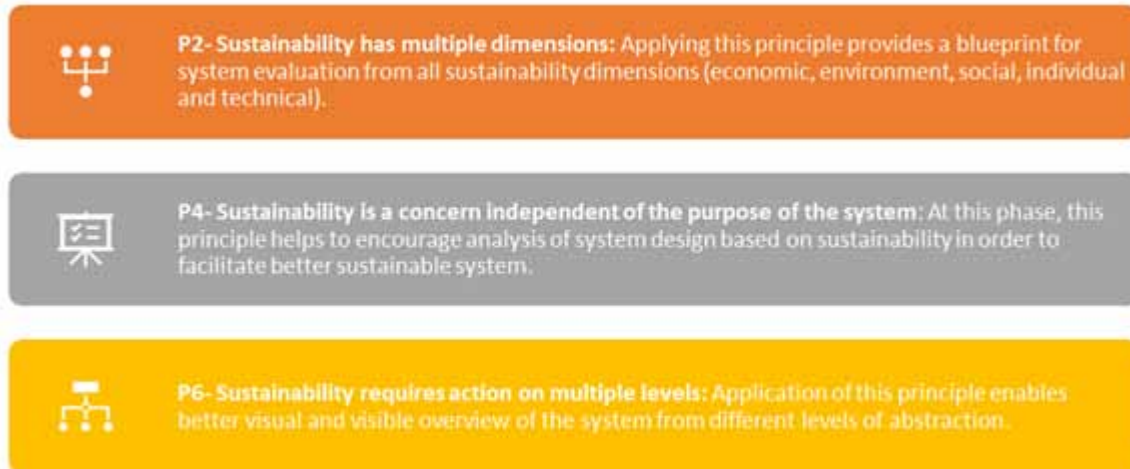 P2- Sustainability has multiple dimensions: Applying this principle provides a blueprint for
system evaluation from all sustainability dimensions (economic, environment, social, individual
and technical).
P4- Sustainability is a concern independent of the purpose of the system: At this phase, this
principle helps to encourage analysis of system design based on sustainability in order to
facilitate better sustainable system.
P6- Sustainability requires action on multiple levels: Application of this principle enables
better visual and visible overview of the system from different levels of abstraction.